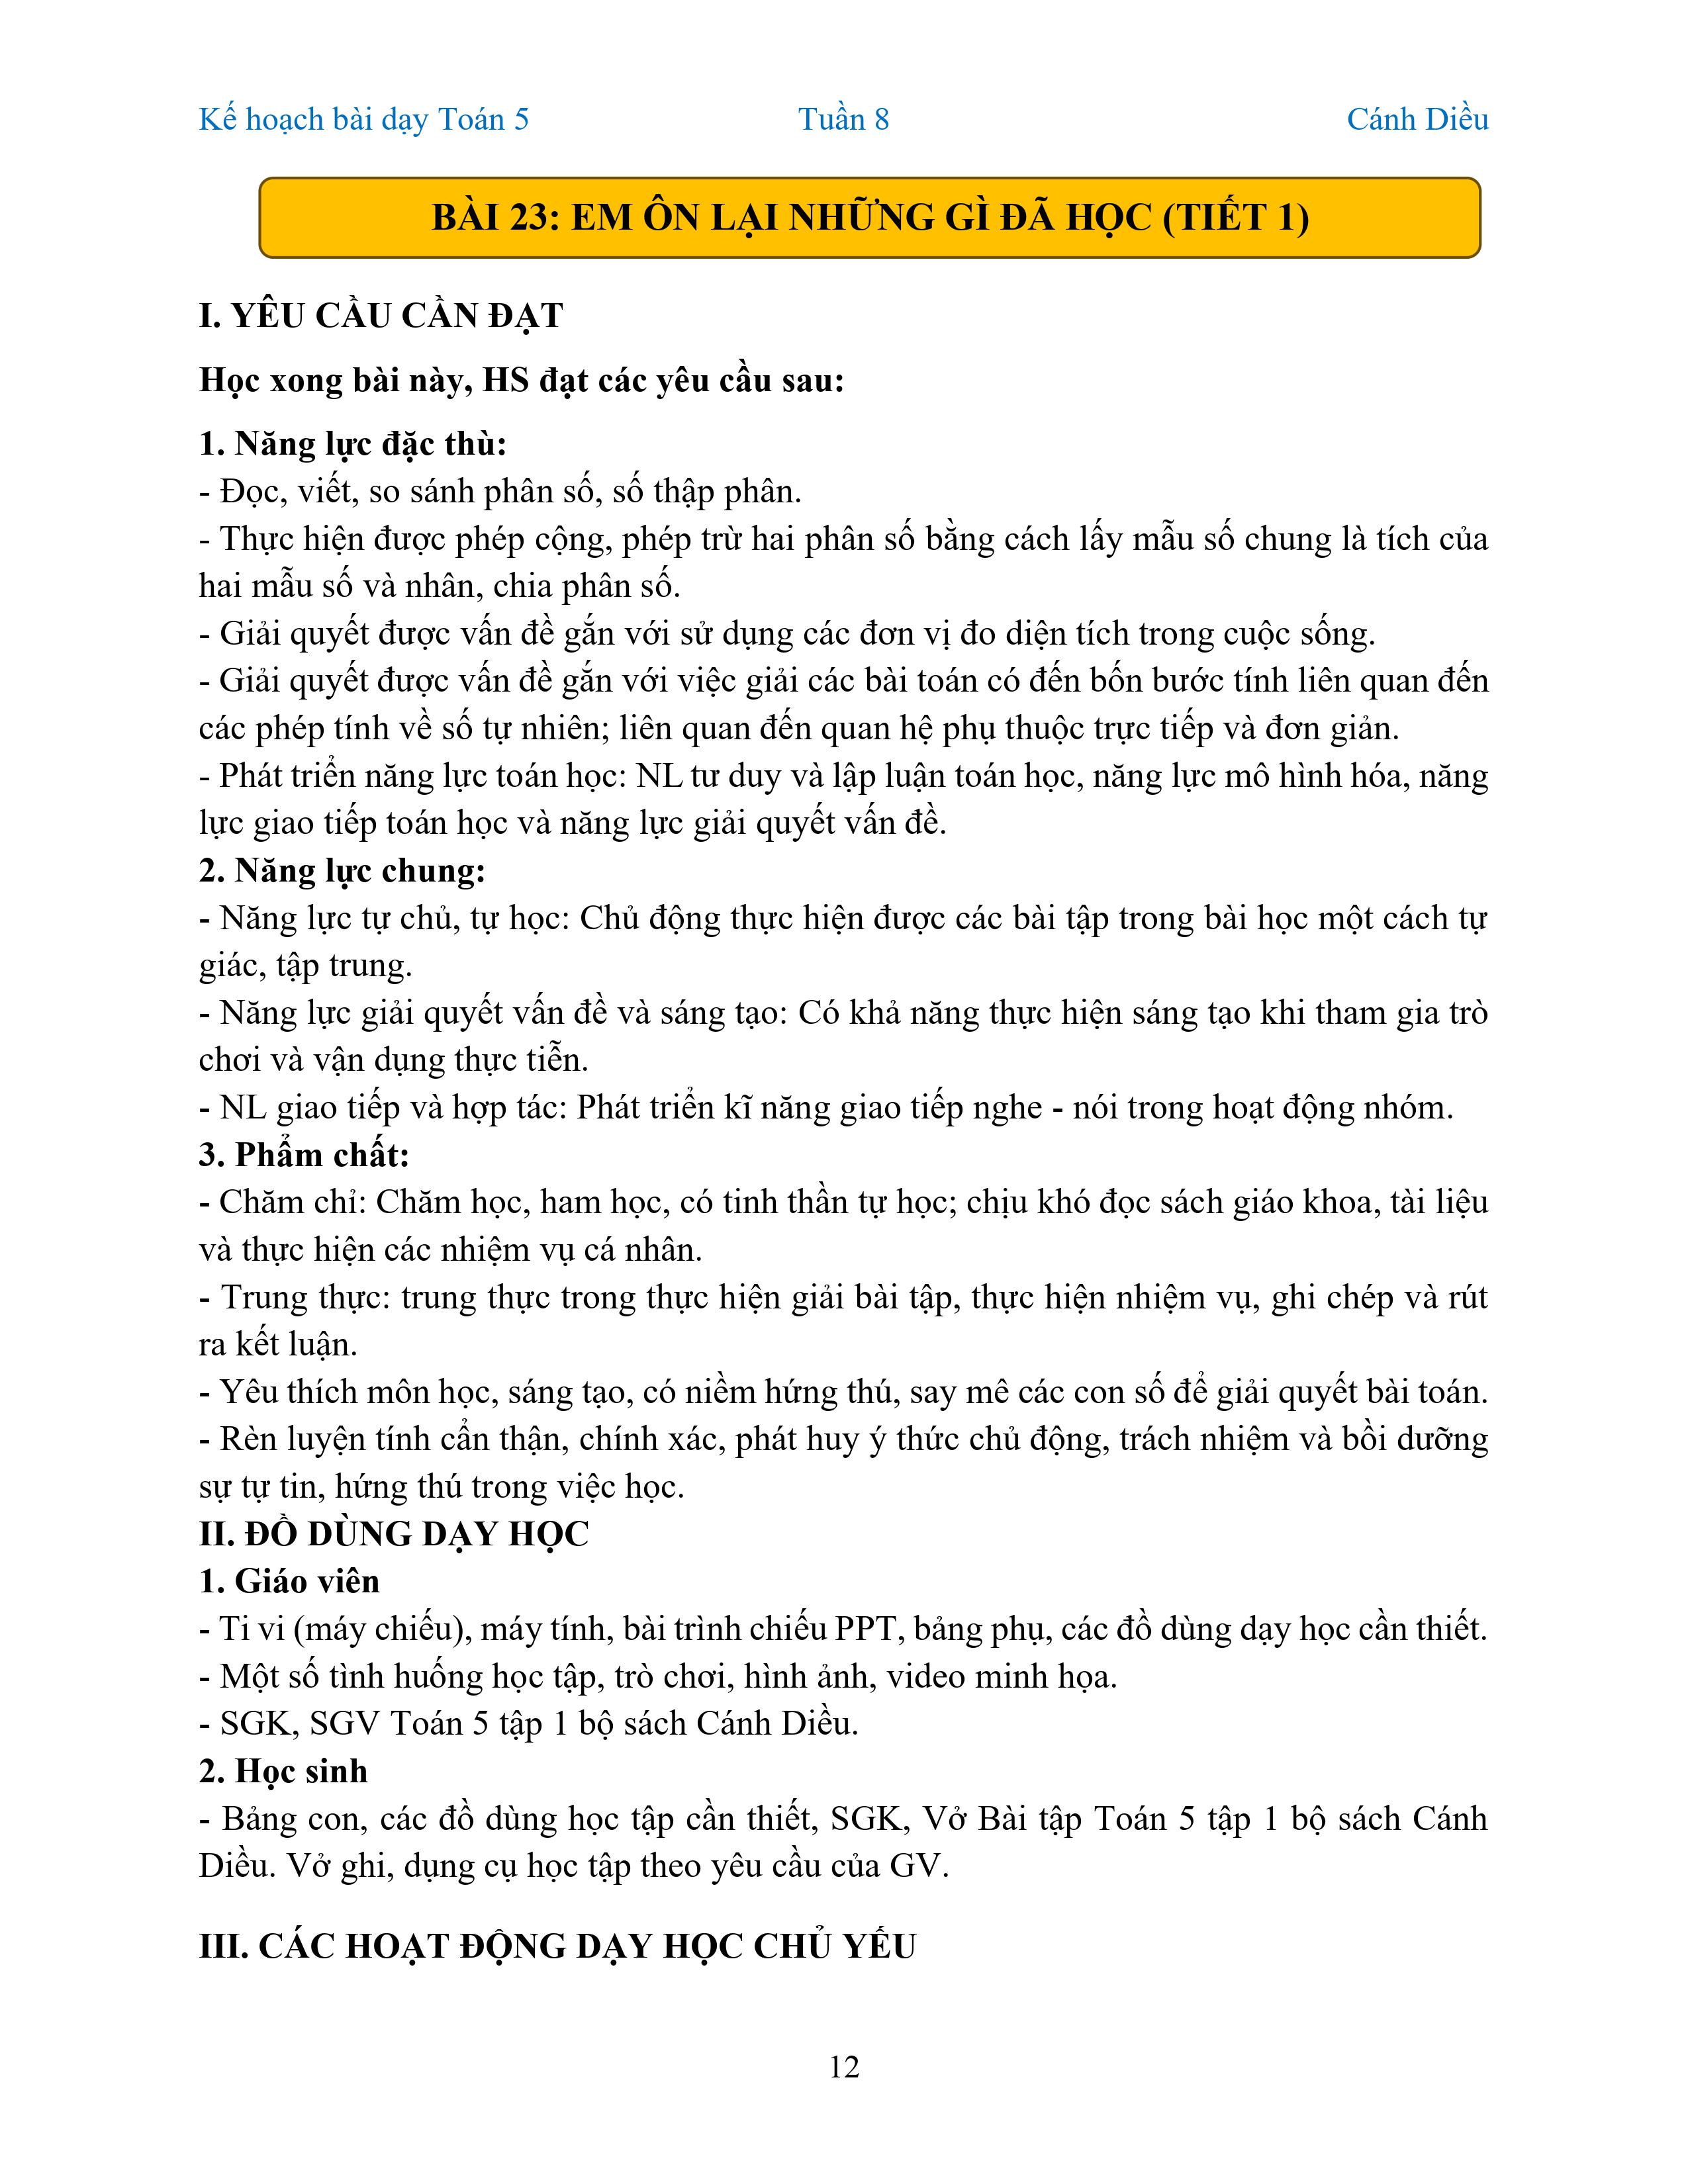 Kế hoạch bài dạy Toán 5 Tuần 8 Cánh Diều
BÀI 23: EM ÔN LẠI NHỮNG GÌ ĐÃ HỌC (TIẾT 1)
I. YÊU CẦU CẦN ĐẠT
Học xong bài này, HS đạt các yêu cầu sau:
1. Năng lực đặc thù:
- Đọc, viết, so sánh phân số, số thập phân.
- Thực hiện được phép cộng, phép trừ hai phân số bằng cách lấy mẫu số chung là tích của
hai mẫu số và nhân, chia phân số.
- Giải quyết được vấn đề gắn với sử dụng các đơn vị đo diện tích trong cuộc sống.
- Giải quyết được vấn đề gắn với việc giải các bài toán có đến bốn bước tính liên quan đến
các phép tính về số tự nhiên; liên quan đến quan hệ phụ thuộc trực tiếp và đơn giản.
- Phát triển năng lực toán học: NL tư duy và lập luận toán học, năng lực mô hình hóa, năng
lực giao tiếp toán học và năng lực giải quyết vấn đề.
2. Năng lực chung:
- Năng lực tự chủ, tự học: Chủ động thực hiện được các bài tập trong bài học một cách tự
giác, tập trung.
- Năng lực giải quyết vấn đề và sáng tạo: Có khả năng thực hiện sáng tạo khi tham gia trò
chơi và vận dụng thực tiễn.
- NL giao tiếp và hợp tác: Phát triển kĩ năng giao tiếp nghe - nói trong hoạt động nhóm.
3. Phẩm chất:
- Chăm chỉ: Chăm học, ham học, có tinh thần tự học; chịu khó đọc sách giáo khoa, tài liệu
và thực hiện các nhiệm vụ cá nhân.
- Trung thực: trung thực trong thực hiện giải bài tập, thực hiện nhiệm vụ, ghi chép và rút
ra kết luận.
- Yêu thích môn học, sáng tạo, có niềm hứng thú, say mê các con số để giải quyết bài toán.
- Rèn luyện tính cẩn thận, chính xác, phát huy ý thức chủ động, trách nhiệm và bồi dưỡng
sự tự tin, hứng thú trong việc học.
II. ĐỒ DÙNG DẠY HỌC
1. Giáo viên
- Ti vi (máy chiếu), máy tính, bài trình chiếu PPT, bảng phụ, các đồ dùng dạy học cần thiết.
- Một số tình huống học tập, trò chơi, hình ảnh, video minh họa.
- SGK, SGV Toán 5 tập 1 bộ sách Cánh Diều.
2. Học sinh
- Bảng con, các đồ dùng học tập cần thiết, SGK, Vở Bài tập Toán 5 tập 1 bộ sách Cánh
Diều. Vở ghi, dụng cụ học tập theo yêu cầu của GV.
III. CÁC HOẠT ĐỘNG DẠY HỌC CHỦ YẾU
12